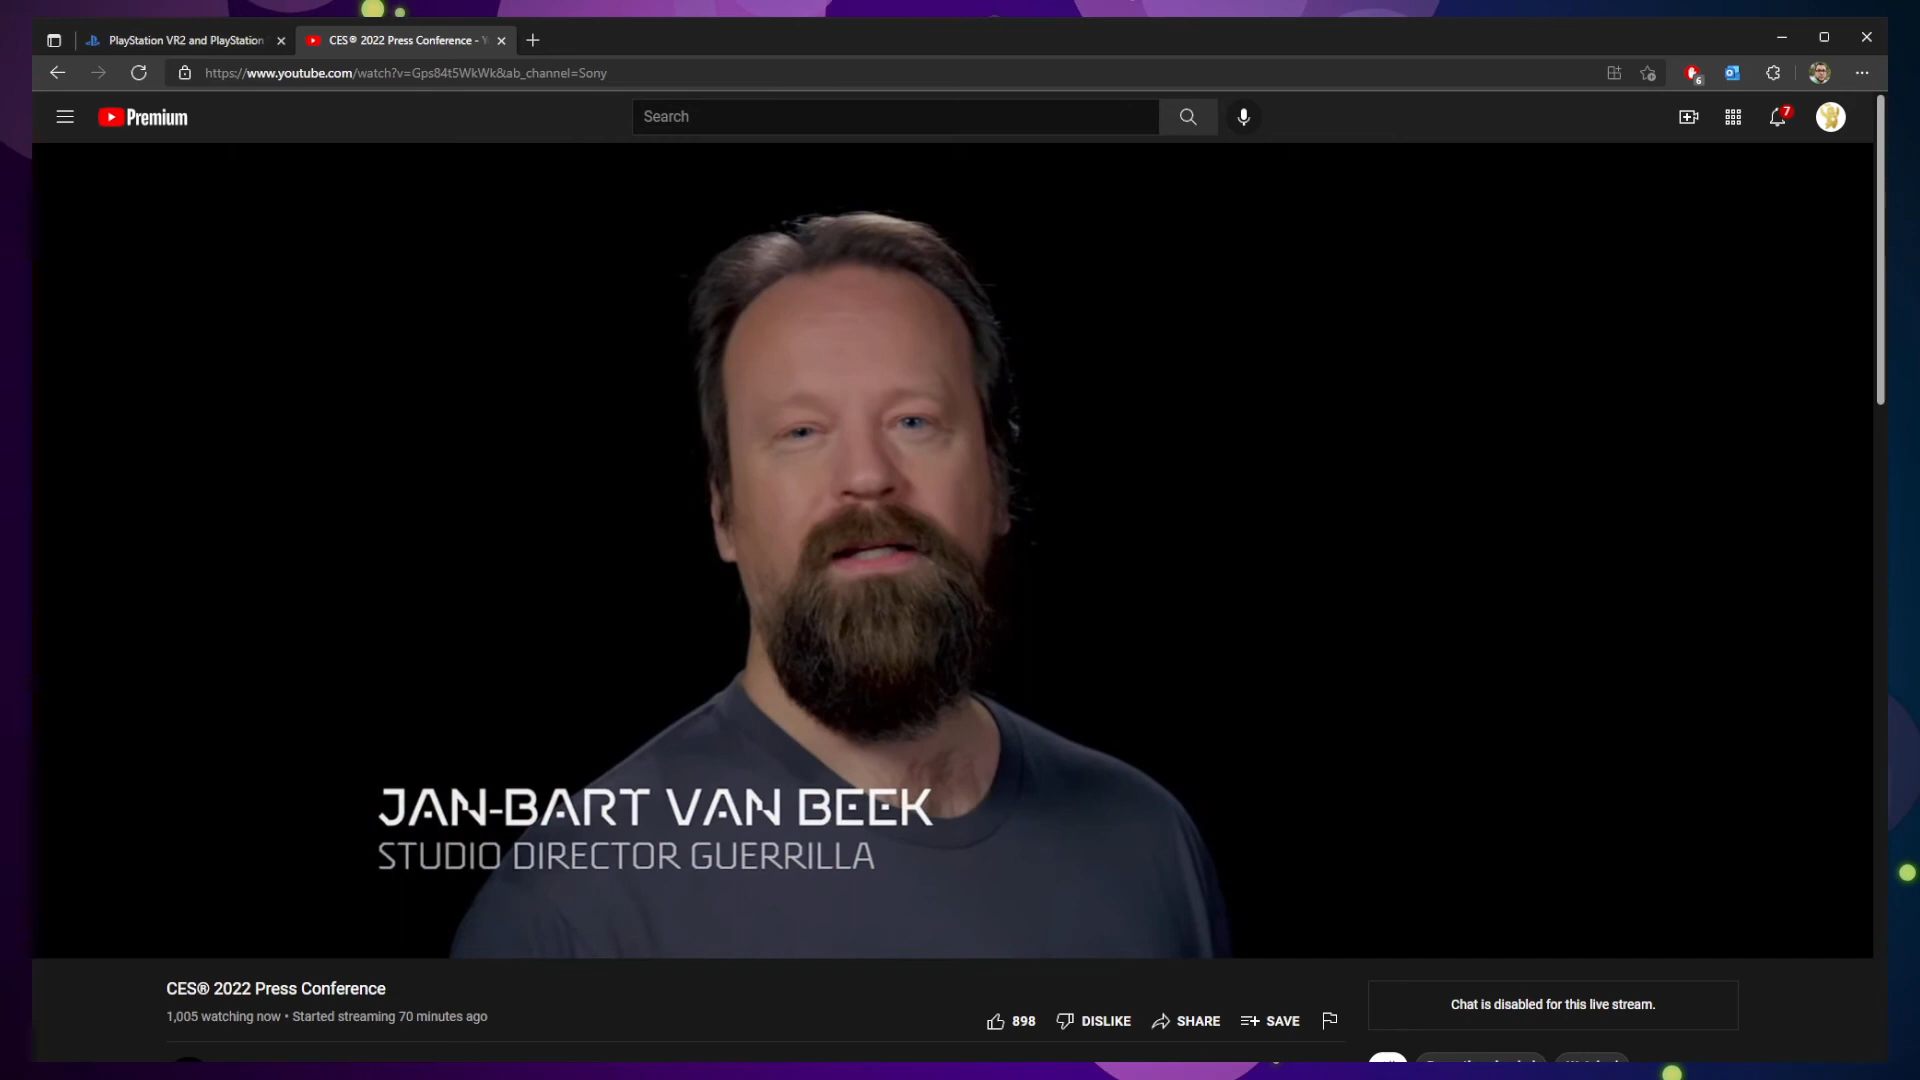 PlayStation VR2 and PlayStation
CES® 2022 Press Conference -
https://www.youtube.com/watch?v=Gps84t5WkWk&ab_channel=Sony
6
Premium
Search
7
JAN-BART VAN BEEK
STUDIO DIRECTOR GUERRILLA
CES® 2022 Press Conference
1,005 watching now • Started streaming 70 minutes ago
898
DISLIKE
SHARE
SAVE
Chat is disabled for this live stream.